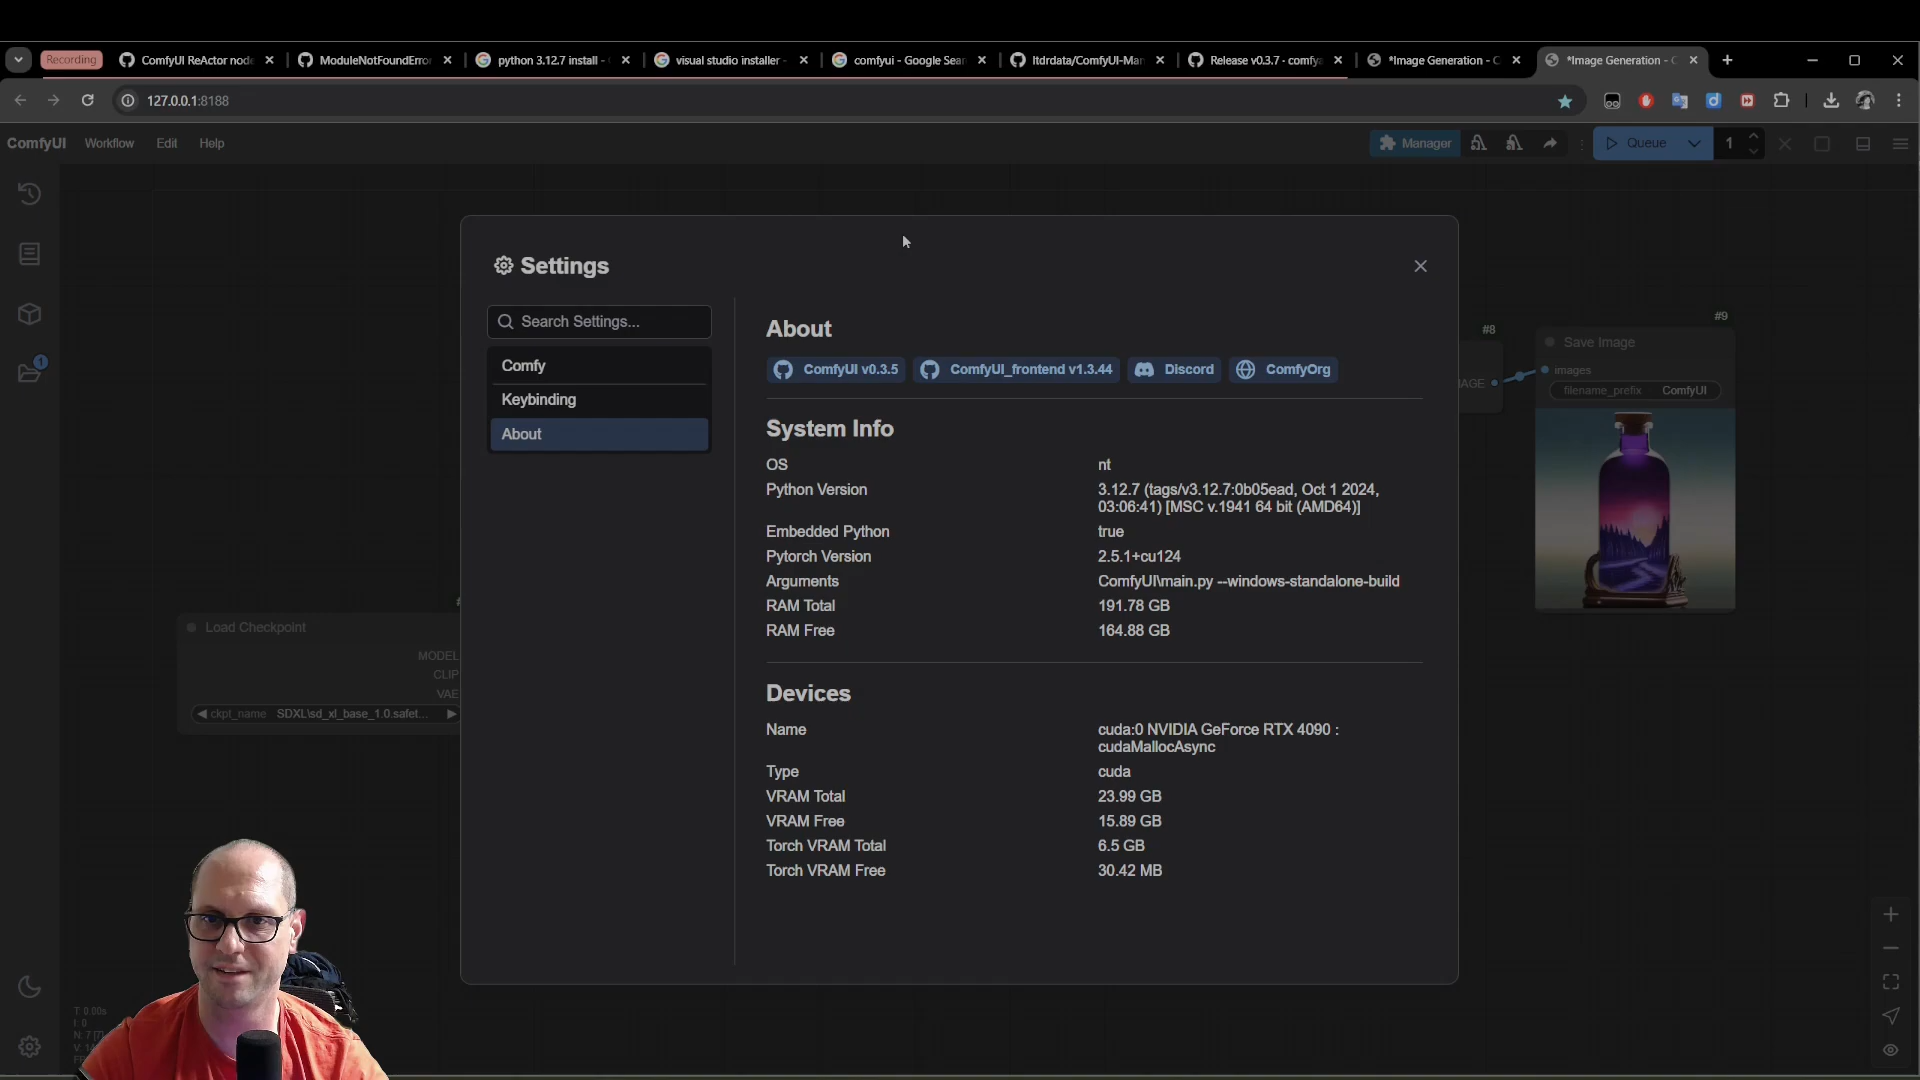 Recording
ComfyUI ReActor node
ModuleNotFoundErro
python 3.12.7 install -
visual studio installer -
comfyui - Google Sear
ltdrdata/ComfyUI-Man
Release v0.3.7 · comfya
*Image Generation - C
*Image Generation - C
127.0.0.1:8188
ComfyUI
Workflow
Edit
Help
Manager
Queue
1
1
Settings
Search Settings...
Comfy
Keybinding
About
About
ComfyUI v0.3.5
ComfyUI_frontend v1.3.44
Discord
ComfyOrg
System Info
OS
nt
Python Version
3.12.7 (tags/v3.12.7:0b05ead, Oct 1 2024,
03:06:41) [MSC v.1941 64 bit (AMD64)]
Embedded Python
true
Pytorch Version
2.5.1+cu124
Arguments
ComfyUI\main.py --windows-standalone-build
RAM Total
191.78 GB
RAM Free
164.88 GB
Devices
Name
cuda:0 NVIDIA GeForce RTX 4090 :
cudaMallocAsync
Type
cuda
VRAM Total
23.99 GB
VRAM Free
15.89 GB
Torch VRAM Total
6.5 GB
Torch VRAM Free
30.42 MB
#8
AGE
#9
Save Image
images
filename_prefix
ComfyUI
Load Checkpoint
MODEL
CLIP
VAE
ckpt_name
SDXL\sd_xl_base_1.0.safet...
T: 0.00s
I: 0